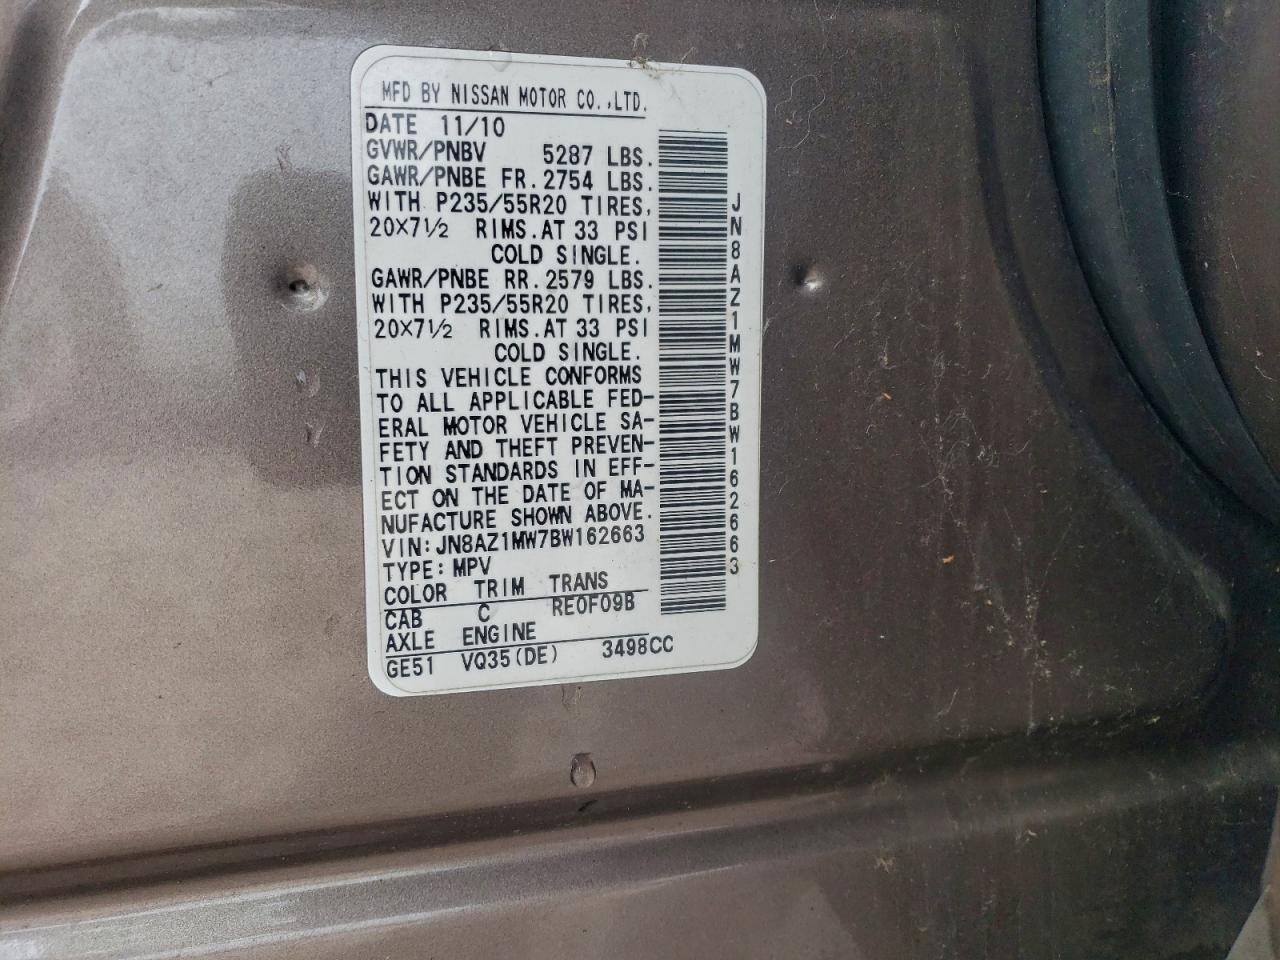 MFD BY NISSAN MOTOR CO.,LTD.
DATE 11/10
GVWR/PNBV 5287 LBS.
GAWR/PNBE FR. 2754 LBS.
WITH P235/55R20 TIRES,
20×7½ RIMS.AT 33 PSI
COLD SINGLE.
GAWR/PNBE RR. 2579 LBS.
WITH P235/55R20 TIRES,
20×7½ RIMS.AT 33 PSI
COLD SINGLE.
THIS VEHICLE CONFORMS
TO ALL APPLICABLE FED-
ERAL MOTOR VEHICLE SA-
FETY AND THEFT PREVEN-
TION STANDARDS IN EFF-
ECT ON THE DATE OF MA-
NUFACTURE SHOWN ABOVE.
VIN:JN8AZ1MW7BW162663
TYPE:MPV
COLOR TRIM TRANS
CAB C RE0F09B
AXLE ENGINE
GE51 VQ35(DE) 3498CC
JN8AZ1MW7BW162663